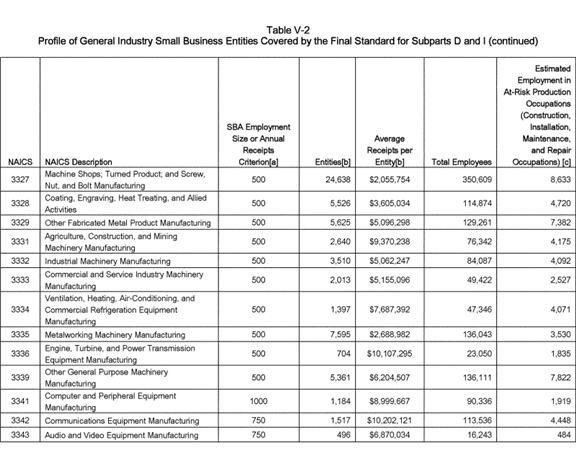 Table V-2
Profile of General Industry Small Business Entities Covered by the Final Standard for Subparts D and I (continued)
NAICS NAICS Description SBA Employment Size or Annual Receipts Criterion[a] Entities[b] Average Receipts per Entity[b] Total Employees Estimated Employment in At-Risk Production Occupations (Construction, Installation, Maintenance, and Repair Occupations) [c]
3327 Machine Shops; Turned Product; and Screw, Nut, and Bolt Manufacturing 500 24,638 $2,055,754 350,609 8,633
3328 Coating, Engraving, Heat Treating, and Allied Activities 500 5,526 $3,605,034 114,874 4,720
3329 Other Fabricated Metal Product Manufacturing 500 5,625 $5,096,298 129,261 7,382
3331 Agriculture, Construction, and Mining Machinery Manufacturing 500 2,640 $9,370,238 76,342 4,175
3332 Industrial Machinery Manufacturing 500 3,510 $5,062,247 84,087 4,092
3333 Commercial and Service Industry Machinery Manufacturing 500 2,013 $5,155,096 49,422 2,527
3334 Ventilation, Heating, Air-Conditioning, and Commercial Refrigeration Equipment Manufacturing 500 1,397 $7,687,392 47,346 4,071
3335 Metalworking Machinery Manufacturing 500 7,595 $2,688,982 136,043 3,530
3336 Engine, Turbine, and Power Transmission Equipment Manufacturing 500 704 $10,107,295 23,050 1,835
3339 Other General Purpose Machinery Manufacturing 500 5,361 $6,204,507 136,111 7,822
3341 Computer and Peripheral Equipment Manufacturing 1000 1,184 $8,999,667 90,336 1,919
3342 Communications Equipment Manufacturing 750 1,517 $10,202,121 113,536 4,448
3343 Audio and Video Equipment Manufacturing 750 496 $6,870,034 16,243 484